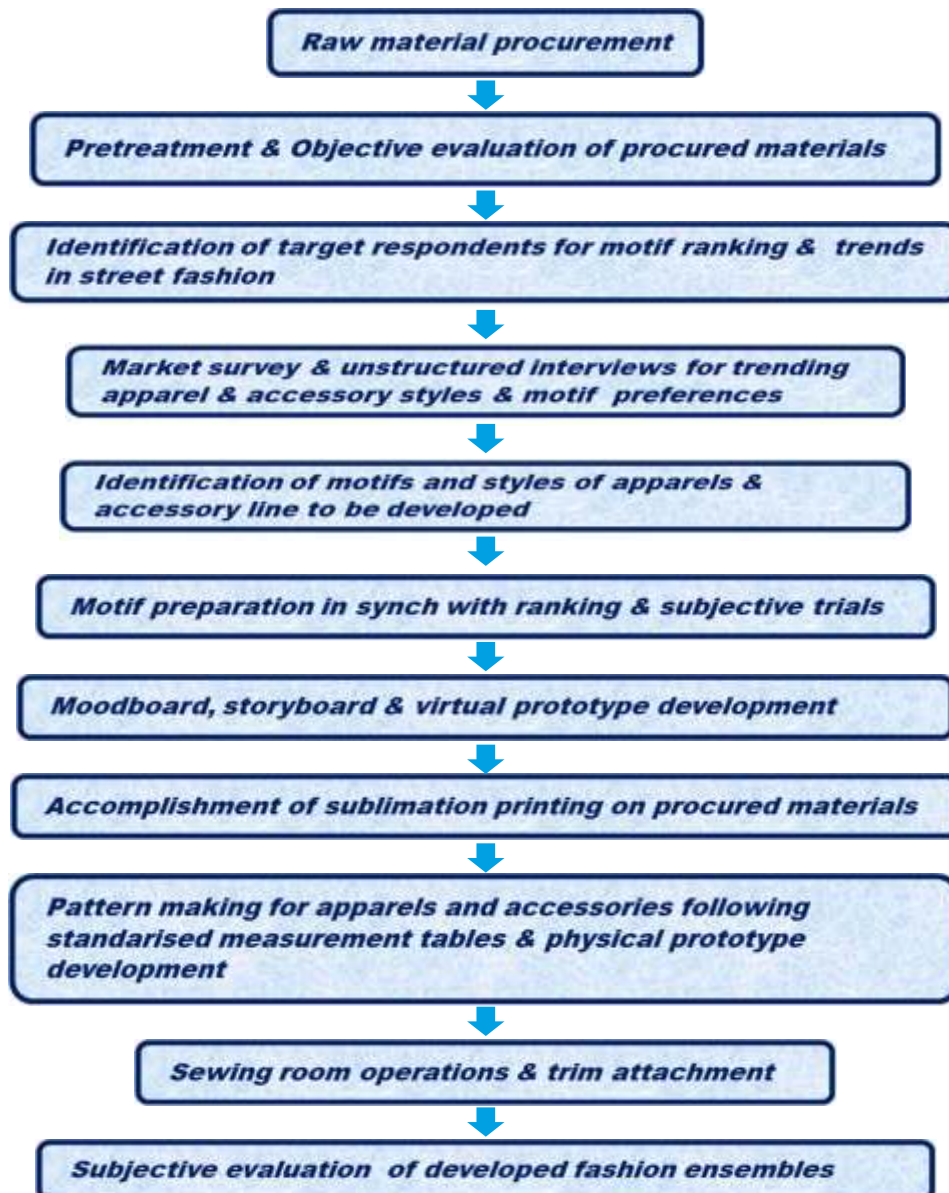 Raw material procurement
Pretreatment & Objective evaluation of procured materials
Identification of target respondents for motif ranking & trends
in street fashion
Market survey & unstructured interviews for trending
apparel & accessory styles & motif preferences
Identification of motifs and styles of apparels &
accessory line to be developed
Motif preparation in synch with ranking & subjective trials
Moodboard, storyboard & virtual prototype development
Accomplishment of sublimation printing on procured materials
Pattern making for apparels and accessories following
standarised measurement tables & physical prototype
development
Sewing room operations & trim attachment
Subjective evaluation of developed fashion ensembles